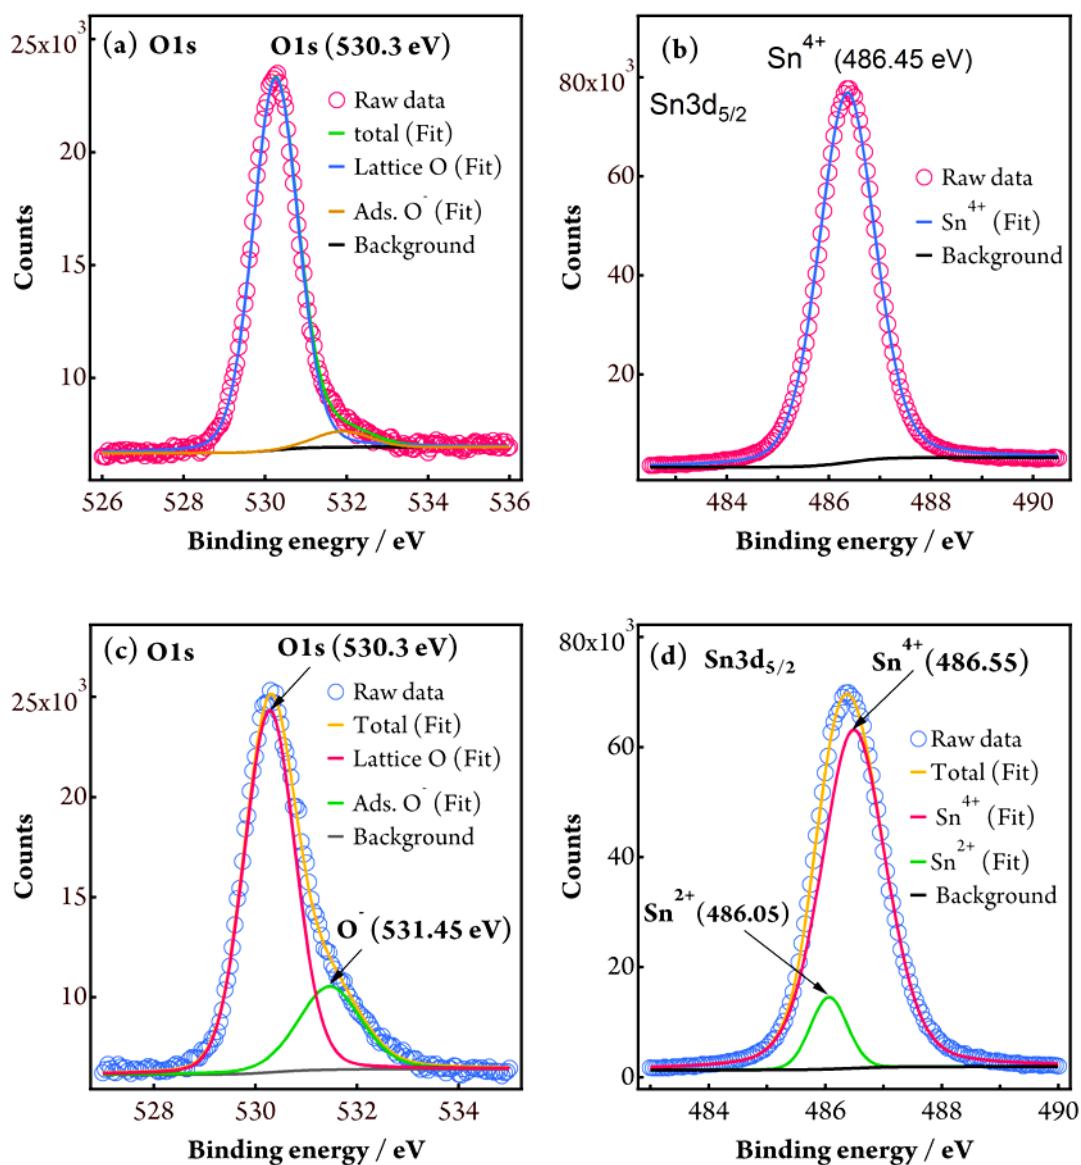 (a) O1s
O1s (530.3 eV)
25x10³
20
15
10
Counts
Raw data
total (Fit)
Lattice O (Fit)
Ads. O⁻ (Fit)
Background
526 528 530 532 534 536
Binding enegry / eV
(b)
Sn⁴⁺ (486.45 eV)
Sn3d₅/₂
80x10³
60
40
20
Counts
Raw data
Sn⁴⁺ (Fit)
Background
484 486 488 490
Binding energy / eV
(c) O1s
O1s (530.3 eV)
25x10³
20
15
10
Counts
Raw data
Total (Fit)
Lattice O (Fit)
Ads. O⁻ (Fit)
Background
O⁻ (531.45 eV)
528 530 532 534
Binding energy / eV
(d) Sn3d₅/₂
Sn⁴⁺ (486.55)
80x10³
60
40
20
0
Counts
Raw data
Total (Fit)
Sn⁴⁺ (Fit)
Sn²⁺ (Fit)
Background
Sn²⁺ (486.05)
484 486 488 490
Binding energy / eV